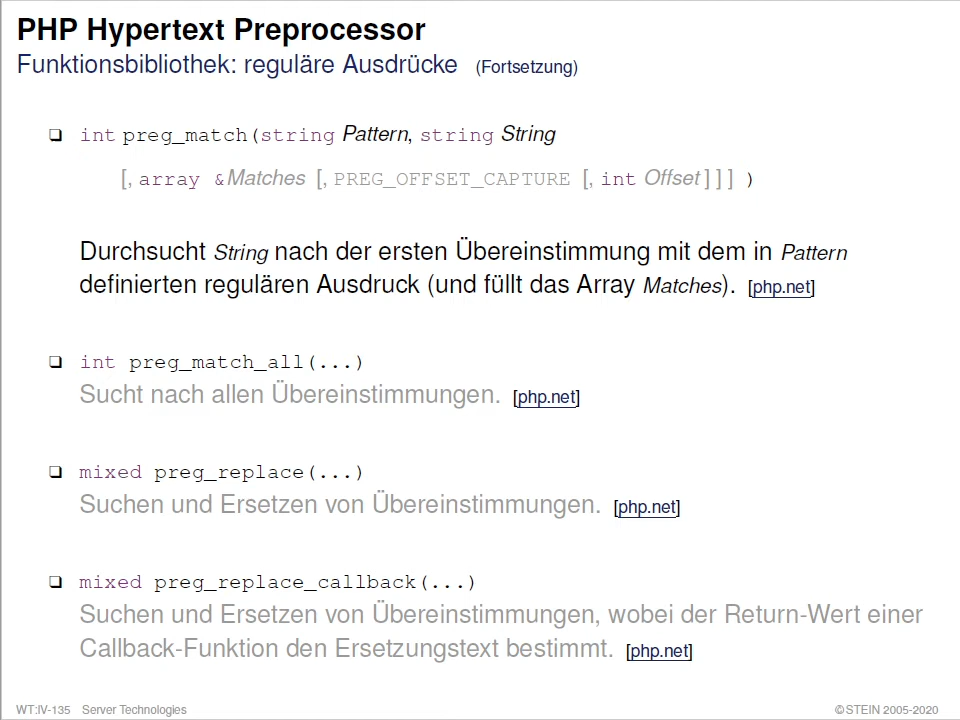 PHP Hypertext Preprocessor
Funktionsbibliothek: reguläre Ausdrücke (Fortsetzung)
❑ int preg_match(string Pattern, string String
[, array &Matches [, PREG_OFFSET_CAPTURE [, int Offset]]] )
Durchsucht String nach der ersten Übereinstimmung mit dem in Pattern
definierten regulären Ausdruck (und füllt das Array Matches). [php.net]
❑ int preg_match_all(...)
Sucht nach allen Übereinstimmungen. [php.net]
❑ mixed preg_replace(...)
Suchen und Ersetzen von Übereinstimmungen. [php.net]
❑ mixed preg_replace_callback(...)
Suchen und Ersetzen von Übereinstimmungen, wobei der Return-Wert einer
Callback-Funktion den Ersetzungstext bestimmt. [php.net]
WT:IV-135 Server Technologies ©STEIN 2005-2020